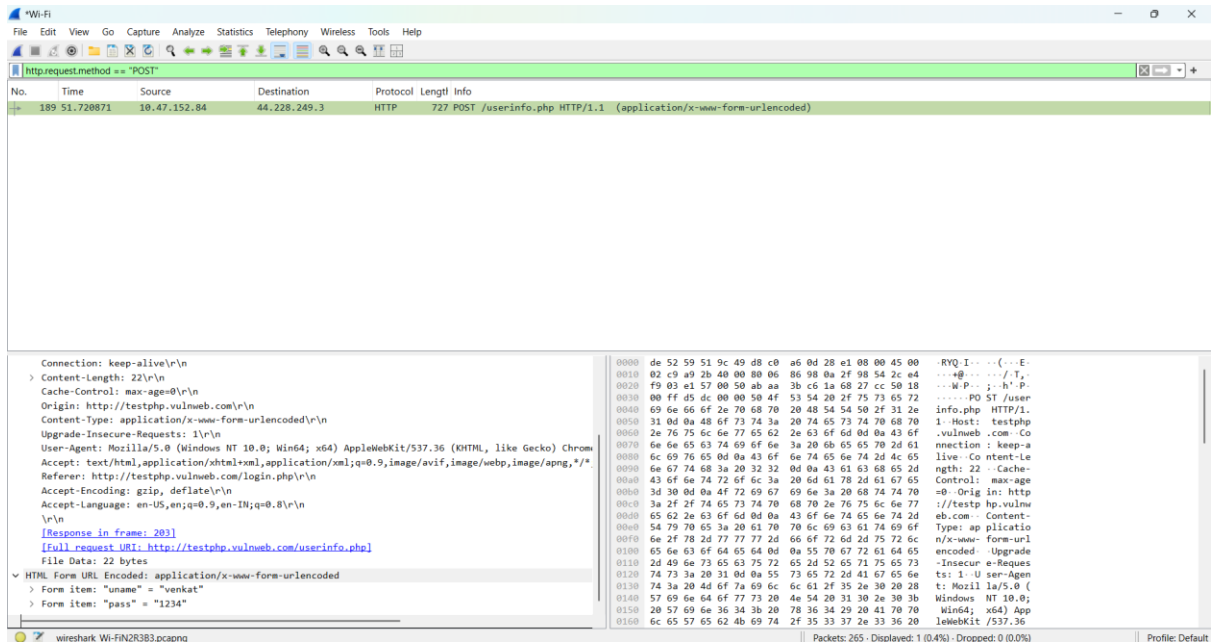 *Wi-Fi
File Edit View Go Capture Analyze Statistics Telephony Wireless Tools Help
http.request.method == "POST"
No. Time Source Destination Protocol Length Info
189 51.720871 10.47.152.84 44.228.249.3 HTTP 727 POST /userinfo.php HTTP/1.1 (application/x-www-form-urlencoded)
Connection: keep-alive\r\n
> Content-Length: 22\r\n
Cache-Control: max-age=0\r\n
Origin: http://testphp.vulnweb.com\r\n
Content-Type: application/x-www-form-urlencoded\r\n
Upgrade-Insecure-Requests: 1\r\n
User-Agent: Mozilla/5.0 (Windows NT 10.0; Win64; x64) AppleWebKit/537.36 (KHTML, like Gecko) Chrome
Accept: text/html,application/xhtml+xml,application/xml;q=0.9,image/avif,image/webp,image/apng,*/*
Referer: http://testphp.vulnweb.com/login.php\r\n
Accept-Encoding: gzip, deflate\r\n
Accept-Language: en-US,en;q=0.9,en-IN;q=0.8\r\n
\r\n
[Response in frame: 203]
[Full request URI: http://testphp.vulnweb.com/userinfo.php]
File Data: 22 bytes
HTML Form URL Encoded: application/x-www-form-urlencoded
> Form item: "uname" = "venkat"
> Form item: "pass" = "1234"
0000 de 52 59 51 9c 49 d8 c0 a6 0d 28 e1 08 00 45 00 ·RYQ·I·· ··(···E·
0010 02 c9 a9 2b 40 00 80 06 86 98 0a 2f 98 54 2c e4 ···+@··· ···/·T,·
0020 f9 03 e1 57 00 50 ab aa 3b c6 1a 68 27 cc 50 18 ···W·P·· ;··h'·P·
0030 00 ff d5 dc 00 00 50 4f 53 54 20 2f 75 73 65 72 ······PO ST /user
0040 69 6e 66 6f 2e 70 68 70 20 48 54 54 50 2f 31 2e info.php HTTP/1.
0050 31 0d 0a 48 6f 73 74 3a 20 74 65 73 74 70 68 70 1··Host: testphp
0060 2e 76 75 6c 6e 77 65 62 2e 63 6f 6d 0d 0a 43 6f .vulnweb .com··Co
0070 6e 6e 65 63 74 69 6f 6e 3a 20 6b 65 65 70 2d 61 nnection : keep-a
0080 6c 69 76 65 0d 0a 43 6f 6e 74 65 6e 74 2d 4c 65 live··Co ntent-Le
0090 6e 67 74 68 3a 20 32 32 0d 0a 43 61 63 68 65 2d ngth: 22 ··Cache-
00a0 43 6f 6e 74 72 6f 6c 3a 20 6d 61 78 2d 61 67 65 Control: max-age
00b0 3d 30 0d 0a 4f 72 69 67 69 6e 3a 20 68 74 74 70 =0··Orig in: http
00c0 3a 2f 2f 74 65 73 74 70 68 70 2e 76 75 6c 6e 77 ://testp hp.vulnw
00d0 65 62 2e 63 6f 6d 0d 0a 43 6f 6e 74 65 6e 74 2d eb.com·· Content-
00e0 54 79 70 65 3a 20 61 70 70 6c 69 63 61 74 69 6f Type: ap plicatio
00f0 6e 2f 78 2d 77 77 77 2d 66 6f 72 6d 2d 75 72 6c n/x-www- form-url
0100 65 6e 63 6f 64 65 64 0d 0a 55 70 67 72 61 64 65 encoded· ·Upgrade
0110 2d 49 6e 73 65 63 75 72 65 2d 52 65 71 75 65 73 -Insecur e-Reques
0120 74 73 3a 20 31 0d 0a 55 73 65 72 2d 41 67 65 6e ts: 1··U ser-Agen
0130 74 3a 20 4d 6f 7a 69 6c 6c 61 2f 35 2e 30 20 28 t: Mozil la/5.0 (
0140 57 69 6e 64 6f 77 73 20 4e 54 20 31 30 2e 30 3b Windows NT 10.0;
0150 20 57 69 6e 36 34 3b 20 78 36 34 29 20 41 70 70 Win64; x64) App
0160 6c 65 57 65 62 4b 69 74 2f 35 33 37 2e 33 36 20 leWebKit /537.36
wireshark_Wi-FiN2R3B3.pcapng Packets: 265 · Displayed: 1 (0.4%) · Dropped: 0 (0.0%) Profile: Default